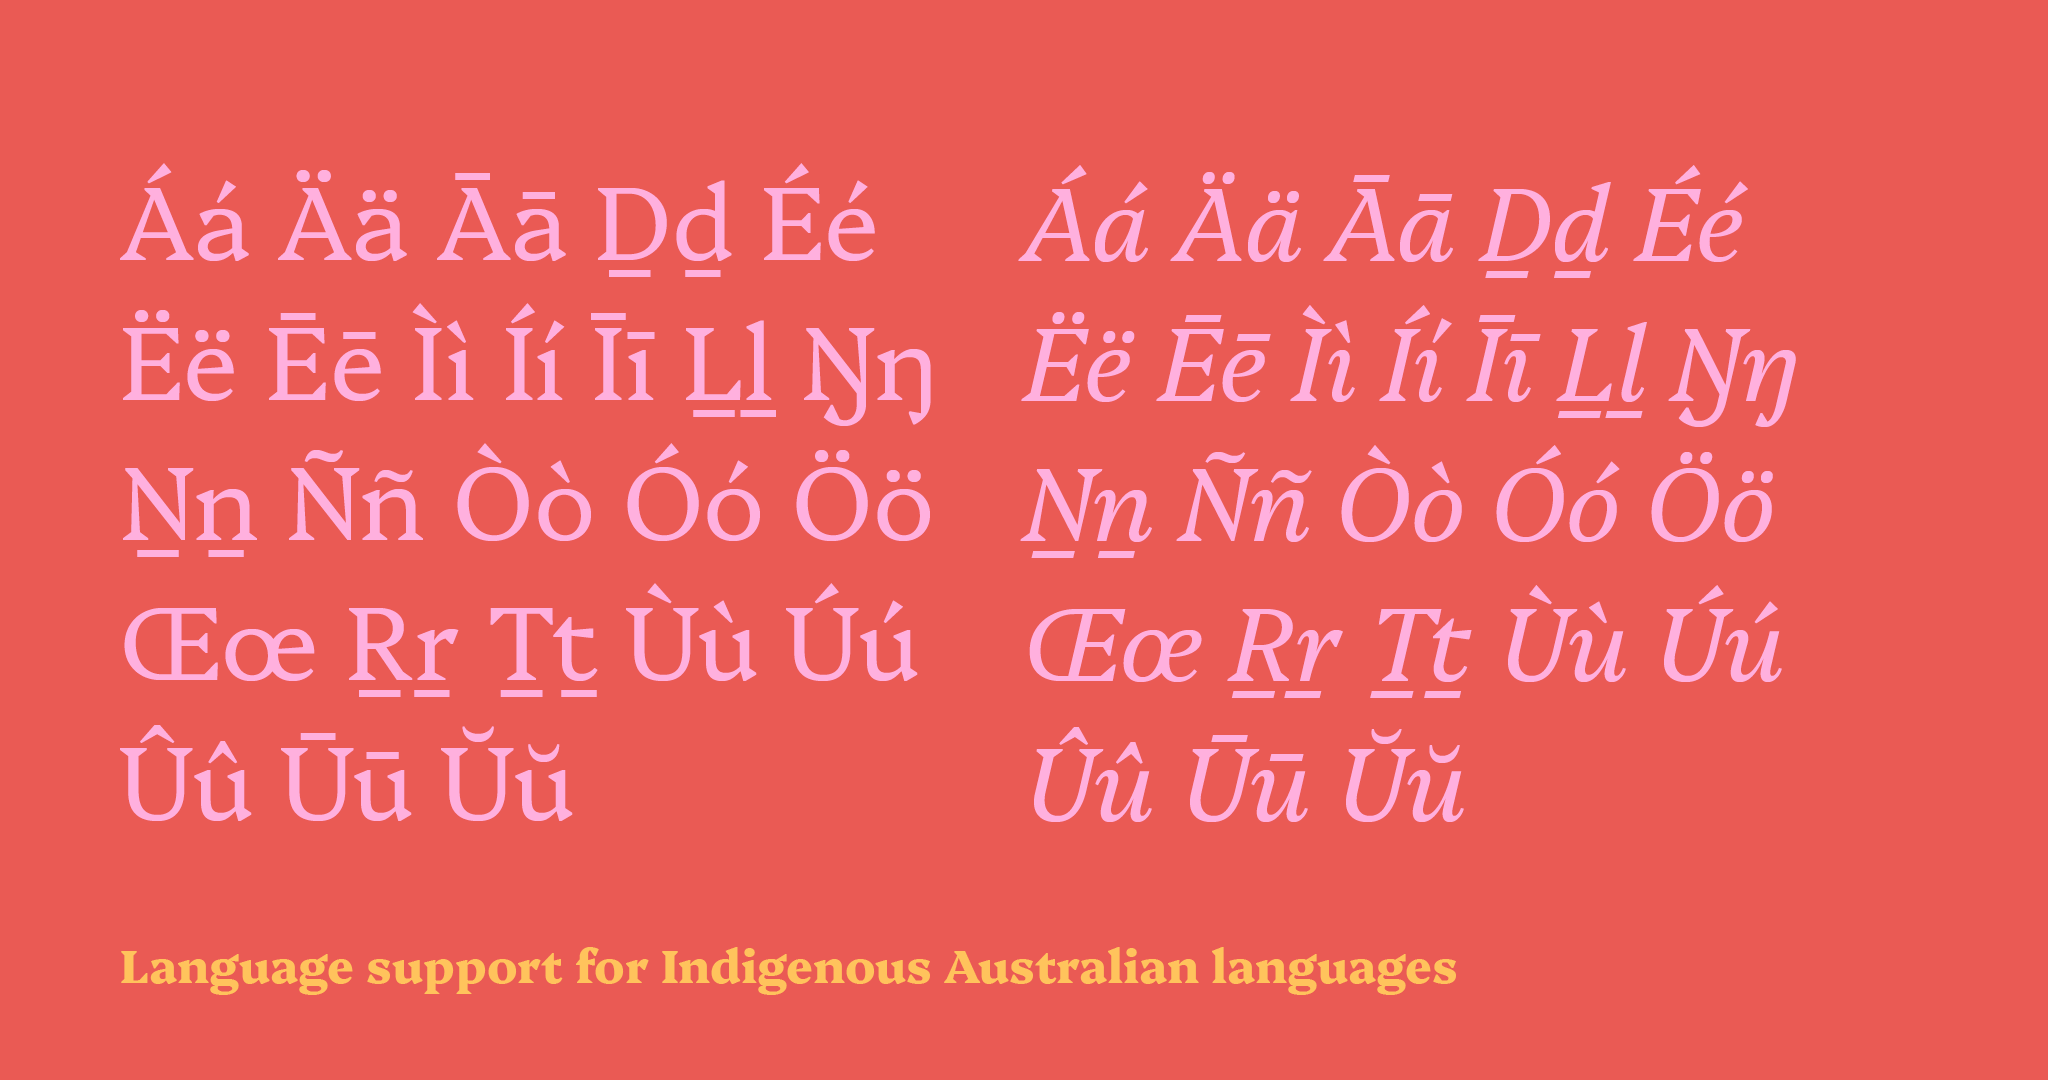 Áá Ää Āā Ḏḏ Éé
Ëë Ēē Ìì Íí Īī Ḻḻ Ŋŋ
Ṉṉ Ññ Òò Óó Öö
Œœ Ṟṟ Ṯṯ Ùù Úú
Ûû Ūū Ŭŭ
Áá Ää Āā Ḏḏ Éé
Ëë Ēē Ìì Íí Īī Ḻḻ Ŋŋ
Ṉṉ Ññ Òò Óó Öö
Œœ Ṟṟ Ṯṯ Ùù Úú
Ûû Ūū Ŭŭ
Language support for Indigenous Australian languages